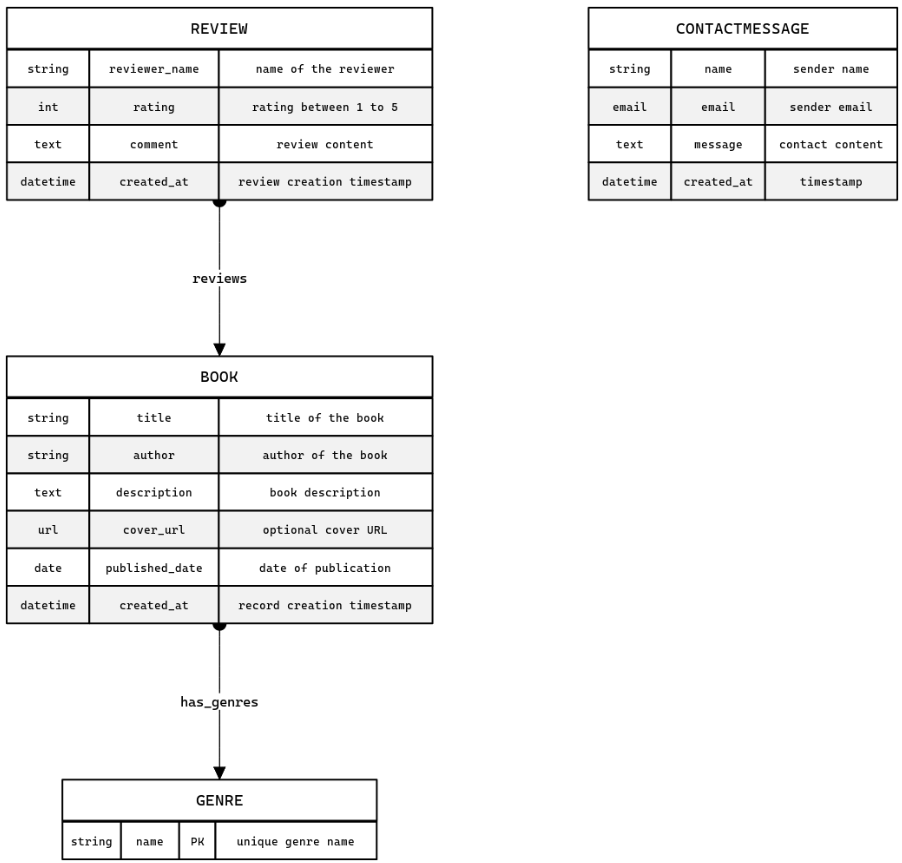 REVIEW
string reviewer_name name of the reviewer
int rating rating between 1 to 5
text comment review content
datetime created_at review creation timestamp
CONTACTMESSAGE
string name sender name
email email sender email
text message contact content
datetime created_at timestamp
reviews
BOOK
string title title of the book
string author author of the book
text description book description
url cover_url optional cover URL
date published_date date of publication
datetime created_at record creation timestamp
has_genres
GENRE
string name PK unique genre name